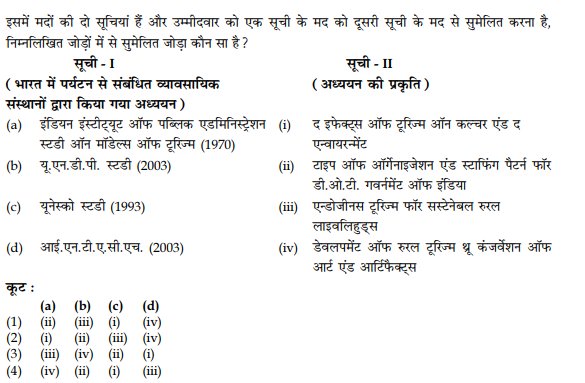 इसमें मदों की दो सूचियां हैं और उम्मीदवार को एक सूची के मद को दूसरी सूची के मद से सुमेलित करना है,
निम्नलिखित जोड़ों में से सुमेलित जोड़ा कौन सा है ?
सूची - I सूची - II
( भारत में पर्यटन से संबंधित व्यावसायिक ( अध्ययन की प्रकृति )
संस्थानों द्वारा किया गया अध्ययन )
(a) इंडियन इंस्टीट्यूट ऑफ पब्लिक एडमिनिस्ट्रेशन (i) द इफेक्ट्स ऑफ टूरिज्म ऑन कल्चर एंड द
स्टडी ऑन मॉडेल्स ऑफ टूरिज्म (1970) एन्वायरन्मेंट
(b) यू.एन.डी.पी. स्टडी (2003) (ii) टाइप ऑफ ऑर्गेनाइजेशन एंड स्टाफिंग पैटर्न फॉर
डी.ओ.टी. गवर्नमेंट ऑफ इंडिया
(c) यूनेस्को स्टडी (1993) (iii) एन्डोजीनस टूरिज्म फॉर सस्टेनेबल रुरल
लाइवलिहुड्स
(d) आई.एन.टी.ए.सी.एच. (2003) (iv) डेवलपमेंट ऑफ रुरल टूरिज्म थ्रू कंजर्वेशन ऑफ
आर्ट एंड आर्टिफैक्ट्स
कूट :
(a) (b) (c) (d)
(1) (ii) (iii) (i) (iv)
(2) (i) (ii) (iii) (iv)
(3) (iii) (iv) (ii) (i)
(4) (iv) (ii) (i) (iii)